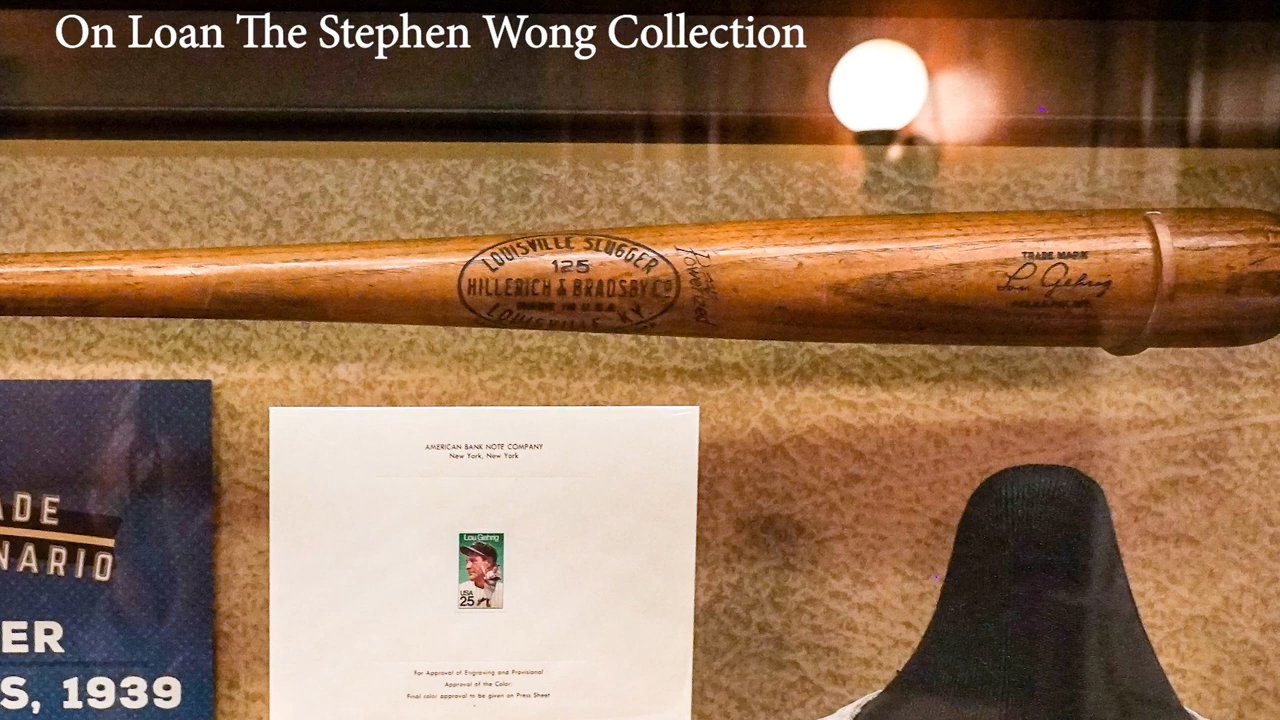 On Loan The Stephen Wong Collection
LOUISVILLE SLUGGER
125
HILLERICH & BRADSBY Co
MADE IN U.S.A.
LOUISVILLE, KY
Powerized
TRADE MARK
Lou Gehrig
ADE
NARIO
ER
S, 1939
AMERICAN BANK NOTE COMPANY
New York, New York
Lou Gehrig
USA
25
For Approval of Engraving and Provisional
Approval of the Color.
Final color approval to be given on Press Sheet